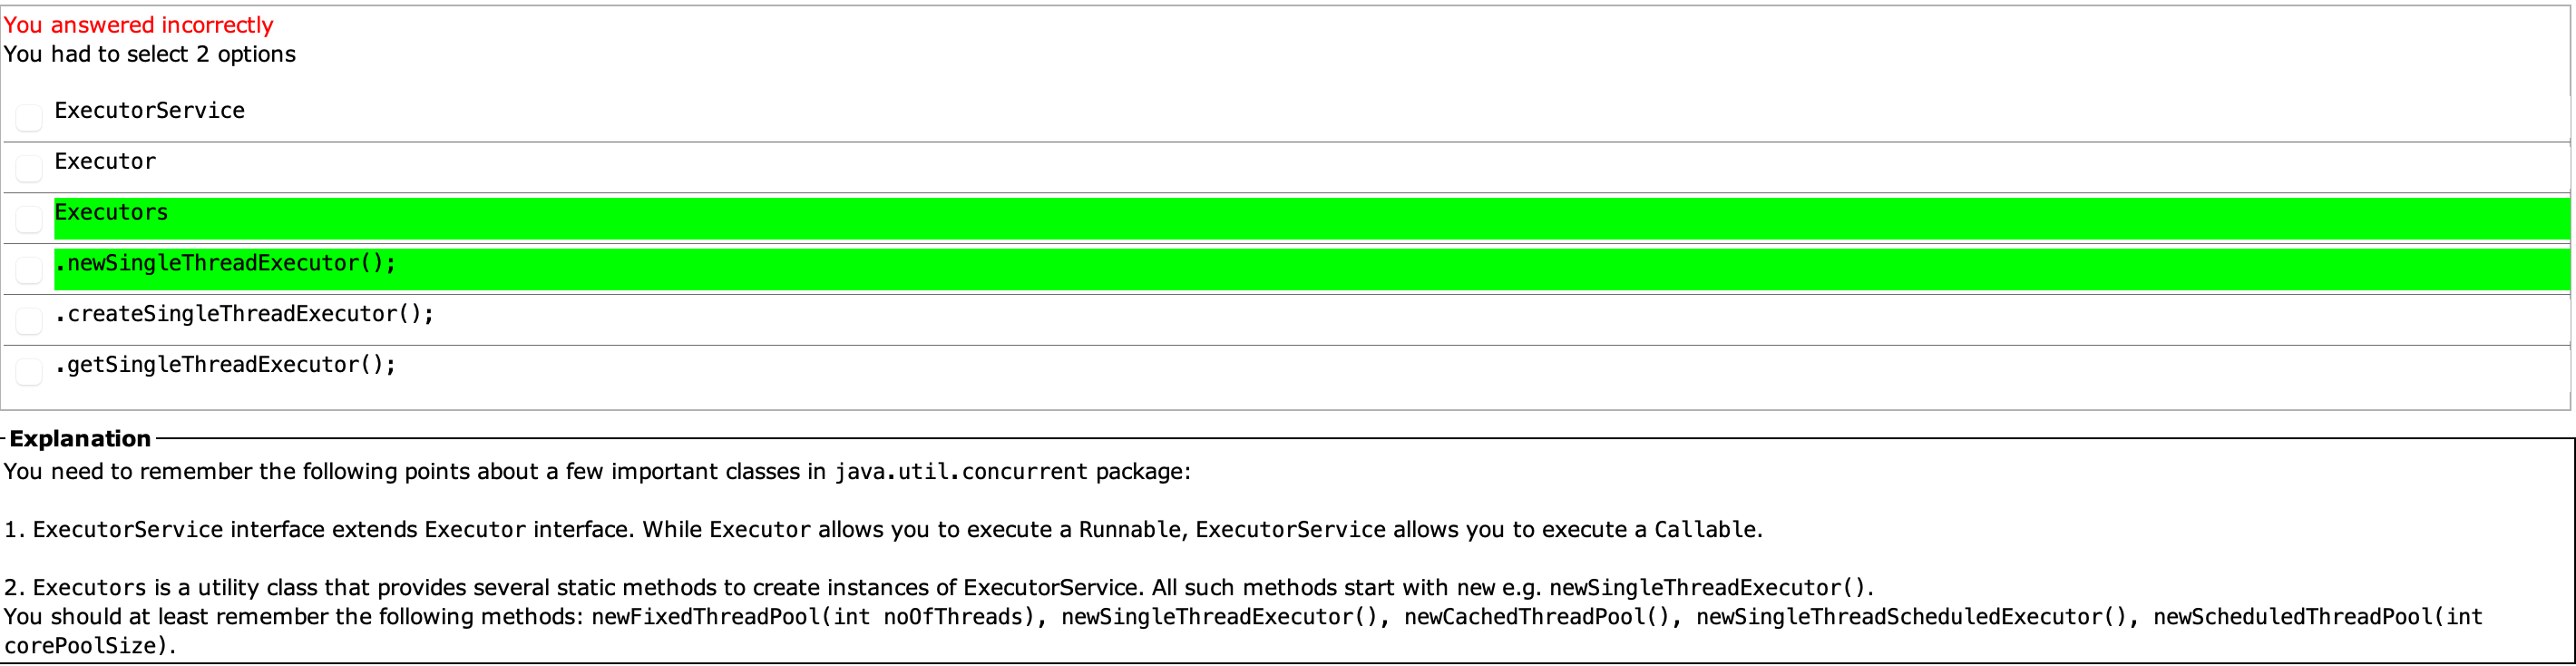 You answered incorrectly
You had to select 2 options
ExecutorService
Executor
Executors
.newSingleThreadExecutor();
.createSingleThreadExecutor();
.getSingleThreadExecutor();
Explanation
You need to remember the following points about a few important classes in java.util.concurrent package:
1. ExecutorService interface extends Executor interface. While Executor allows you to execute a Runnable, ExecutorService allows you to execute a Callable.
2. Executors is a utility class that provides several static methods to create instances of ExecutorService. All such methods start with new e.g. newSingleThreadExecutor().
You should at least remember the following methods: newFixedThreadPool(int noOfThreads), newSingleThreadExecutor(), newCachedThreadPool(), newSingleThreadScheduledExecutor(), newScheduledThreadPool(int
corePoolSize).